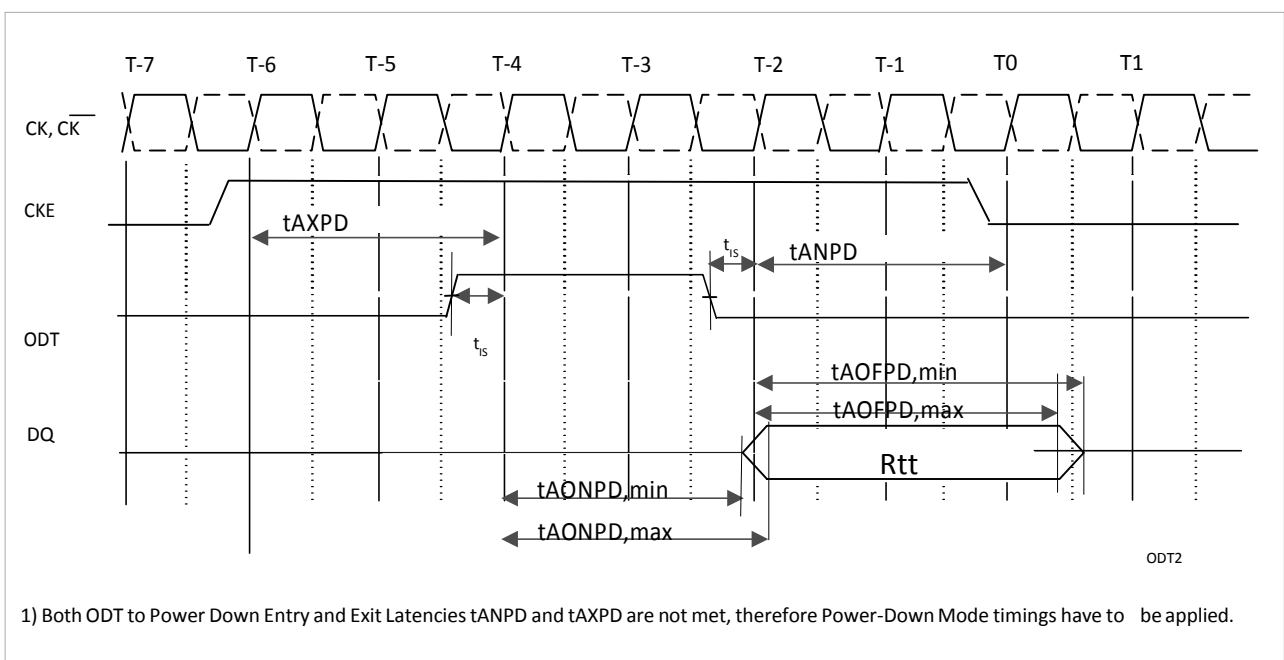 T-7 T-6 T-5 T-4 T-3 T-2 T-1 T0 T1
CK, CK
CKE
tAXPD
tIS
tANPD
ODT
tIS
tAOFPD,min
tAOFPD,max
DQ
Rtt
tAONPD,min
tAONPD,max
ODT2
1) Both ODT to Power Down Entry and Exit Latencies tANPD and tAXPD are not met, therefore Power-Down Mode timings have to be applied.